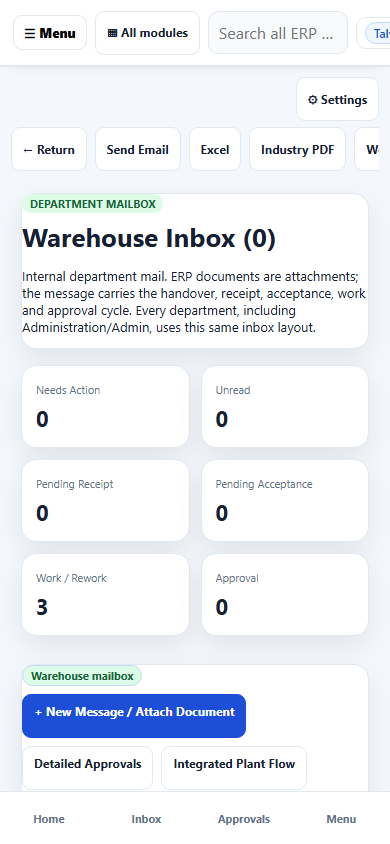 ☰ Menu
▦ All modules
Search all ERP ...
⚙ Settings
← Return
Send Email
Excel
Industry PDF
DEPARTMENT MAILBOX
Warehouse Inbox (0)
Internal department mail. ERP documents are attachments;
the message carries the handover, receipt, acceptance, work
and approval cycle. Every department, including
Administration/Admin, uses this same inbox layout.
Needs Action
Unread
0
0
Pending Receipt
Pending Acceptance
0
0
Work / Rework
Approval
3
0
Warehouse mailbox
+ New Message / Attach Document
Detailed Approvals
Integrated Plant Flow
Home
Inbox
Approvals
Menu